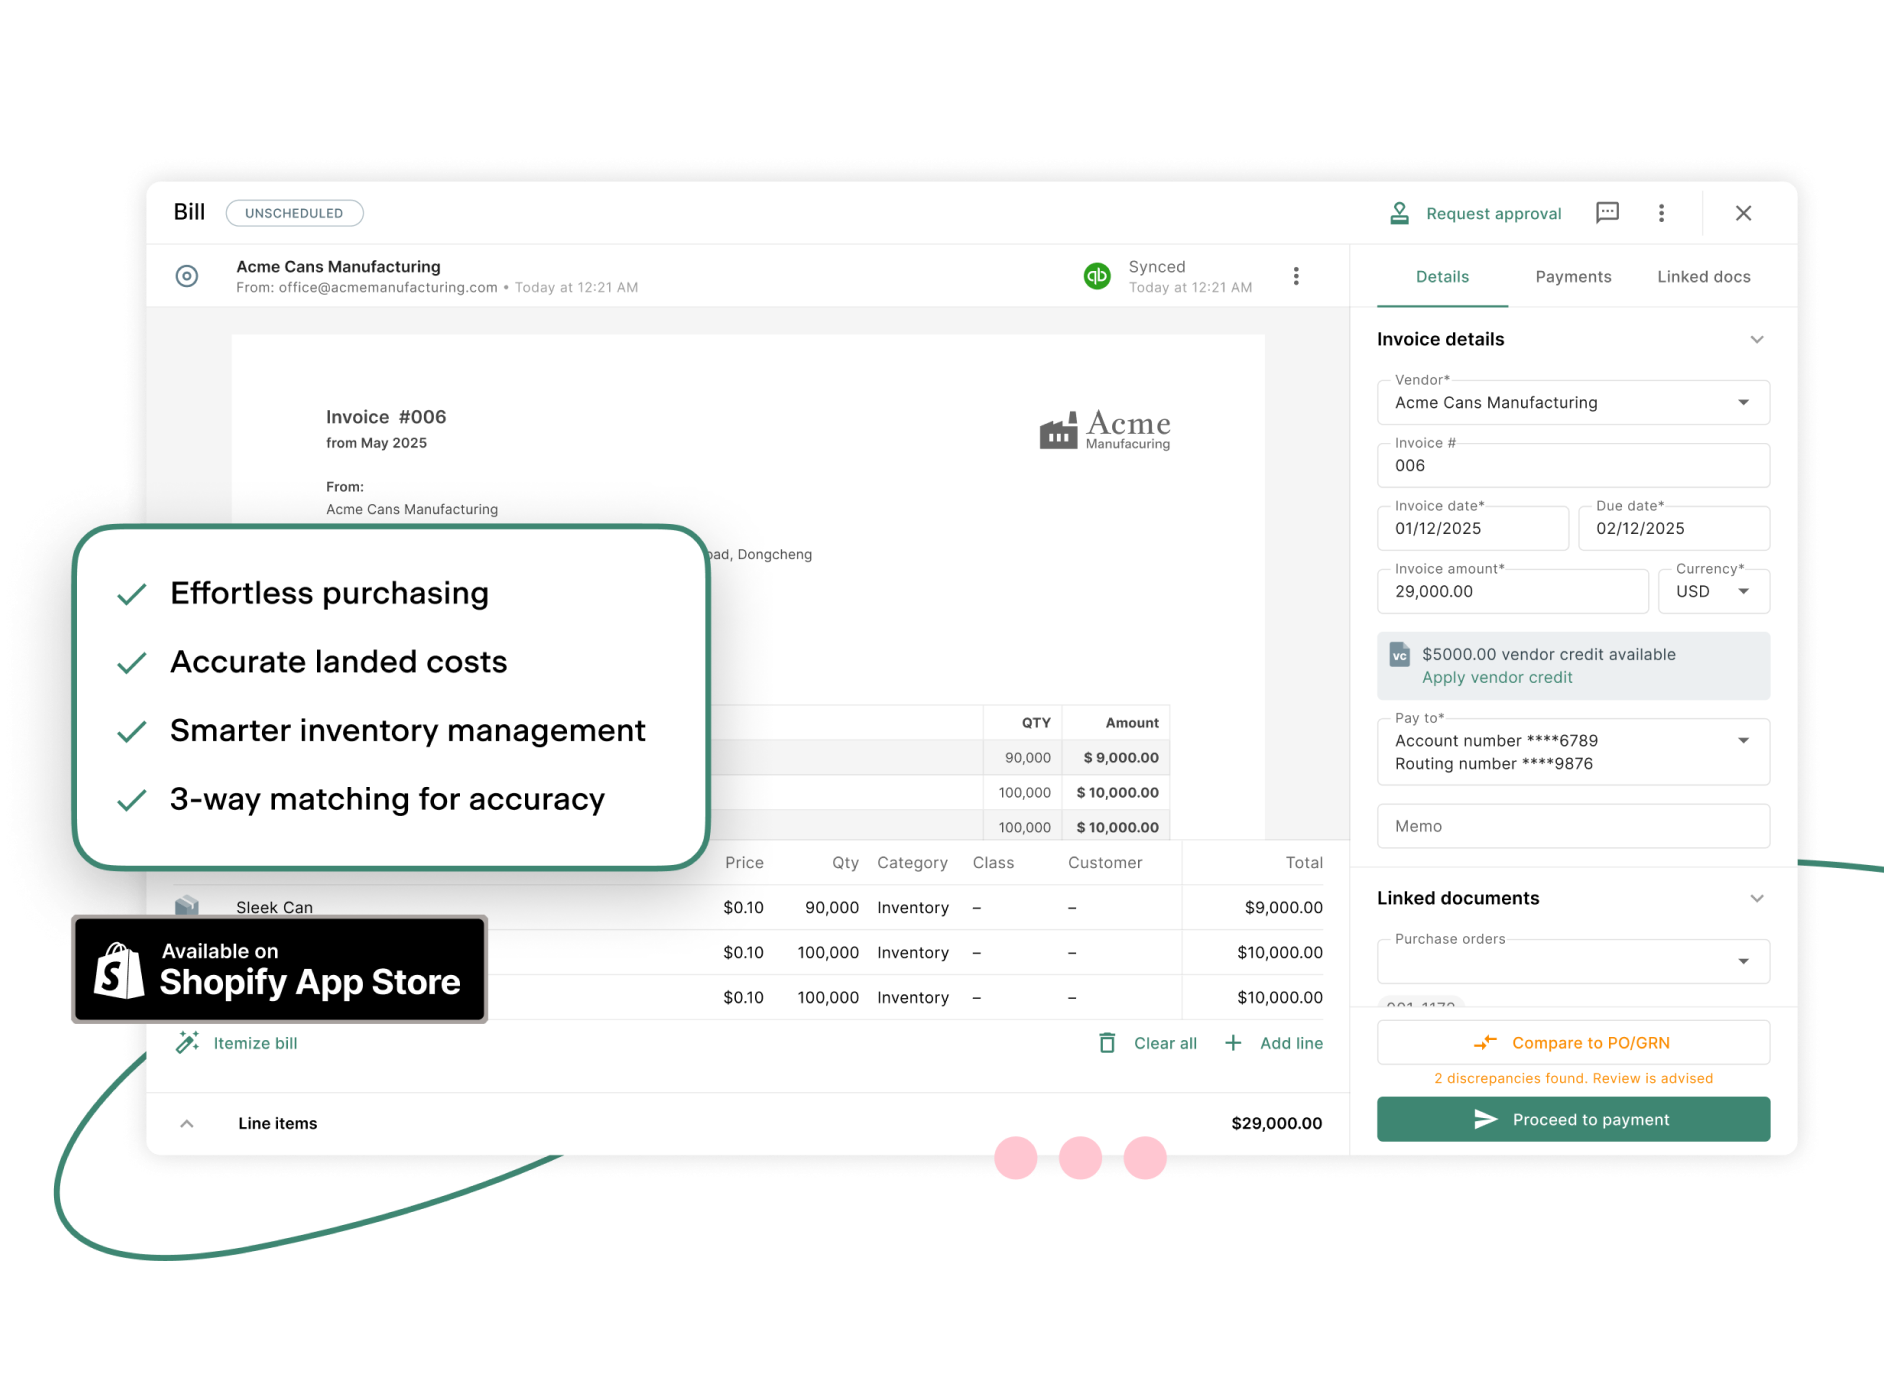 Bill
UNSCHEDULED
Request approval
Acme Cans Manufacturing
From: office@acmemanufacturing.com • Today at 12:21 AM
qb
Synced
Today at 12:21 AM
Details
Payments
Linked docs
Invoice #006
from May 2025
Acme
Manufacuring
From:
Acme Cans Manufacturing
Dongcheng
QTY
Amount
90,000
$ 9,000.00
100,000
$ 10,000.00
100,000
$ 10,000.00
Effortless purchasing
Accurate landed costs
Smarter inventory management
3-way matching for accuracy
Price
Qty
Category
Class
Customer
Total
Sleek Can
$0.10
90,000
Inventory
–
–
$9,000.00
$0.10
100,000
Inventory
–
–
$10,000.00
$0.10
100,000
Inventory
–
–
$10,000.00
Available on
Shopify App Store
Itemize bill
Clear all
Add line
Line items
$29,000.00
Invoice details
Vendor*
Acme Cans Manufacturing
Invoice #
006
Invoice date*
01/12/2025
Due date*
02/12/2025
Invoice amount*
29,000.00
Currency*
USD
VC
$5000.00 vendor credit available
Apply vendor credit
Pay to*
Account number ****6789
Routing number ****9876
Memo
Linked documents
Purchase orders
Compare to PO/GRN
2 discrepancies found. Review is advised
Proceed to payment